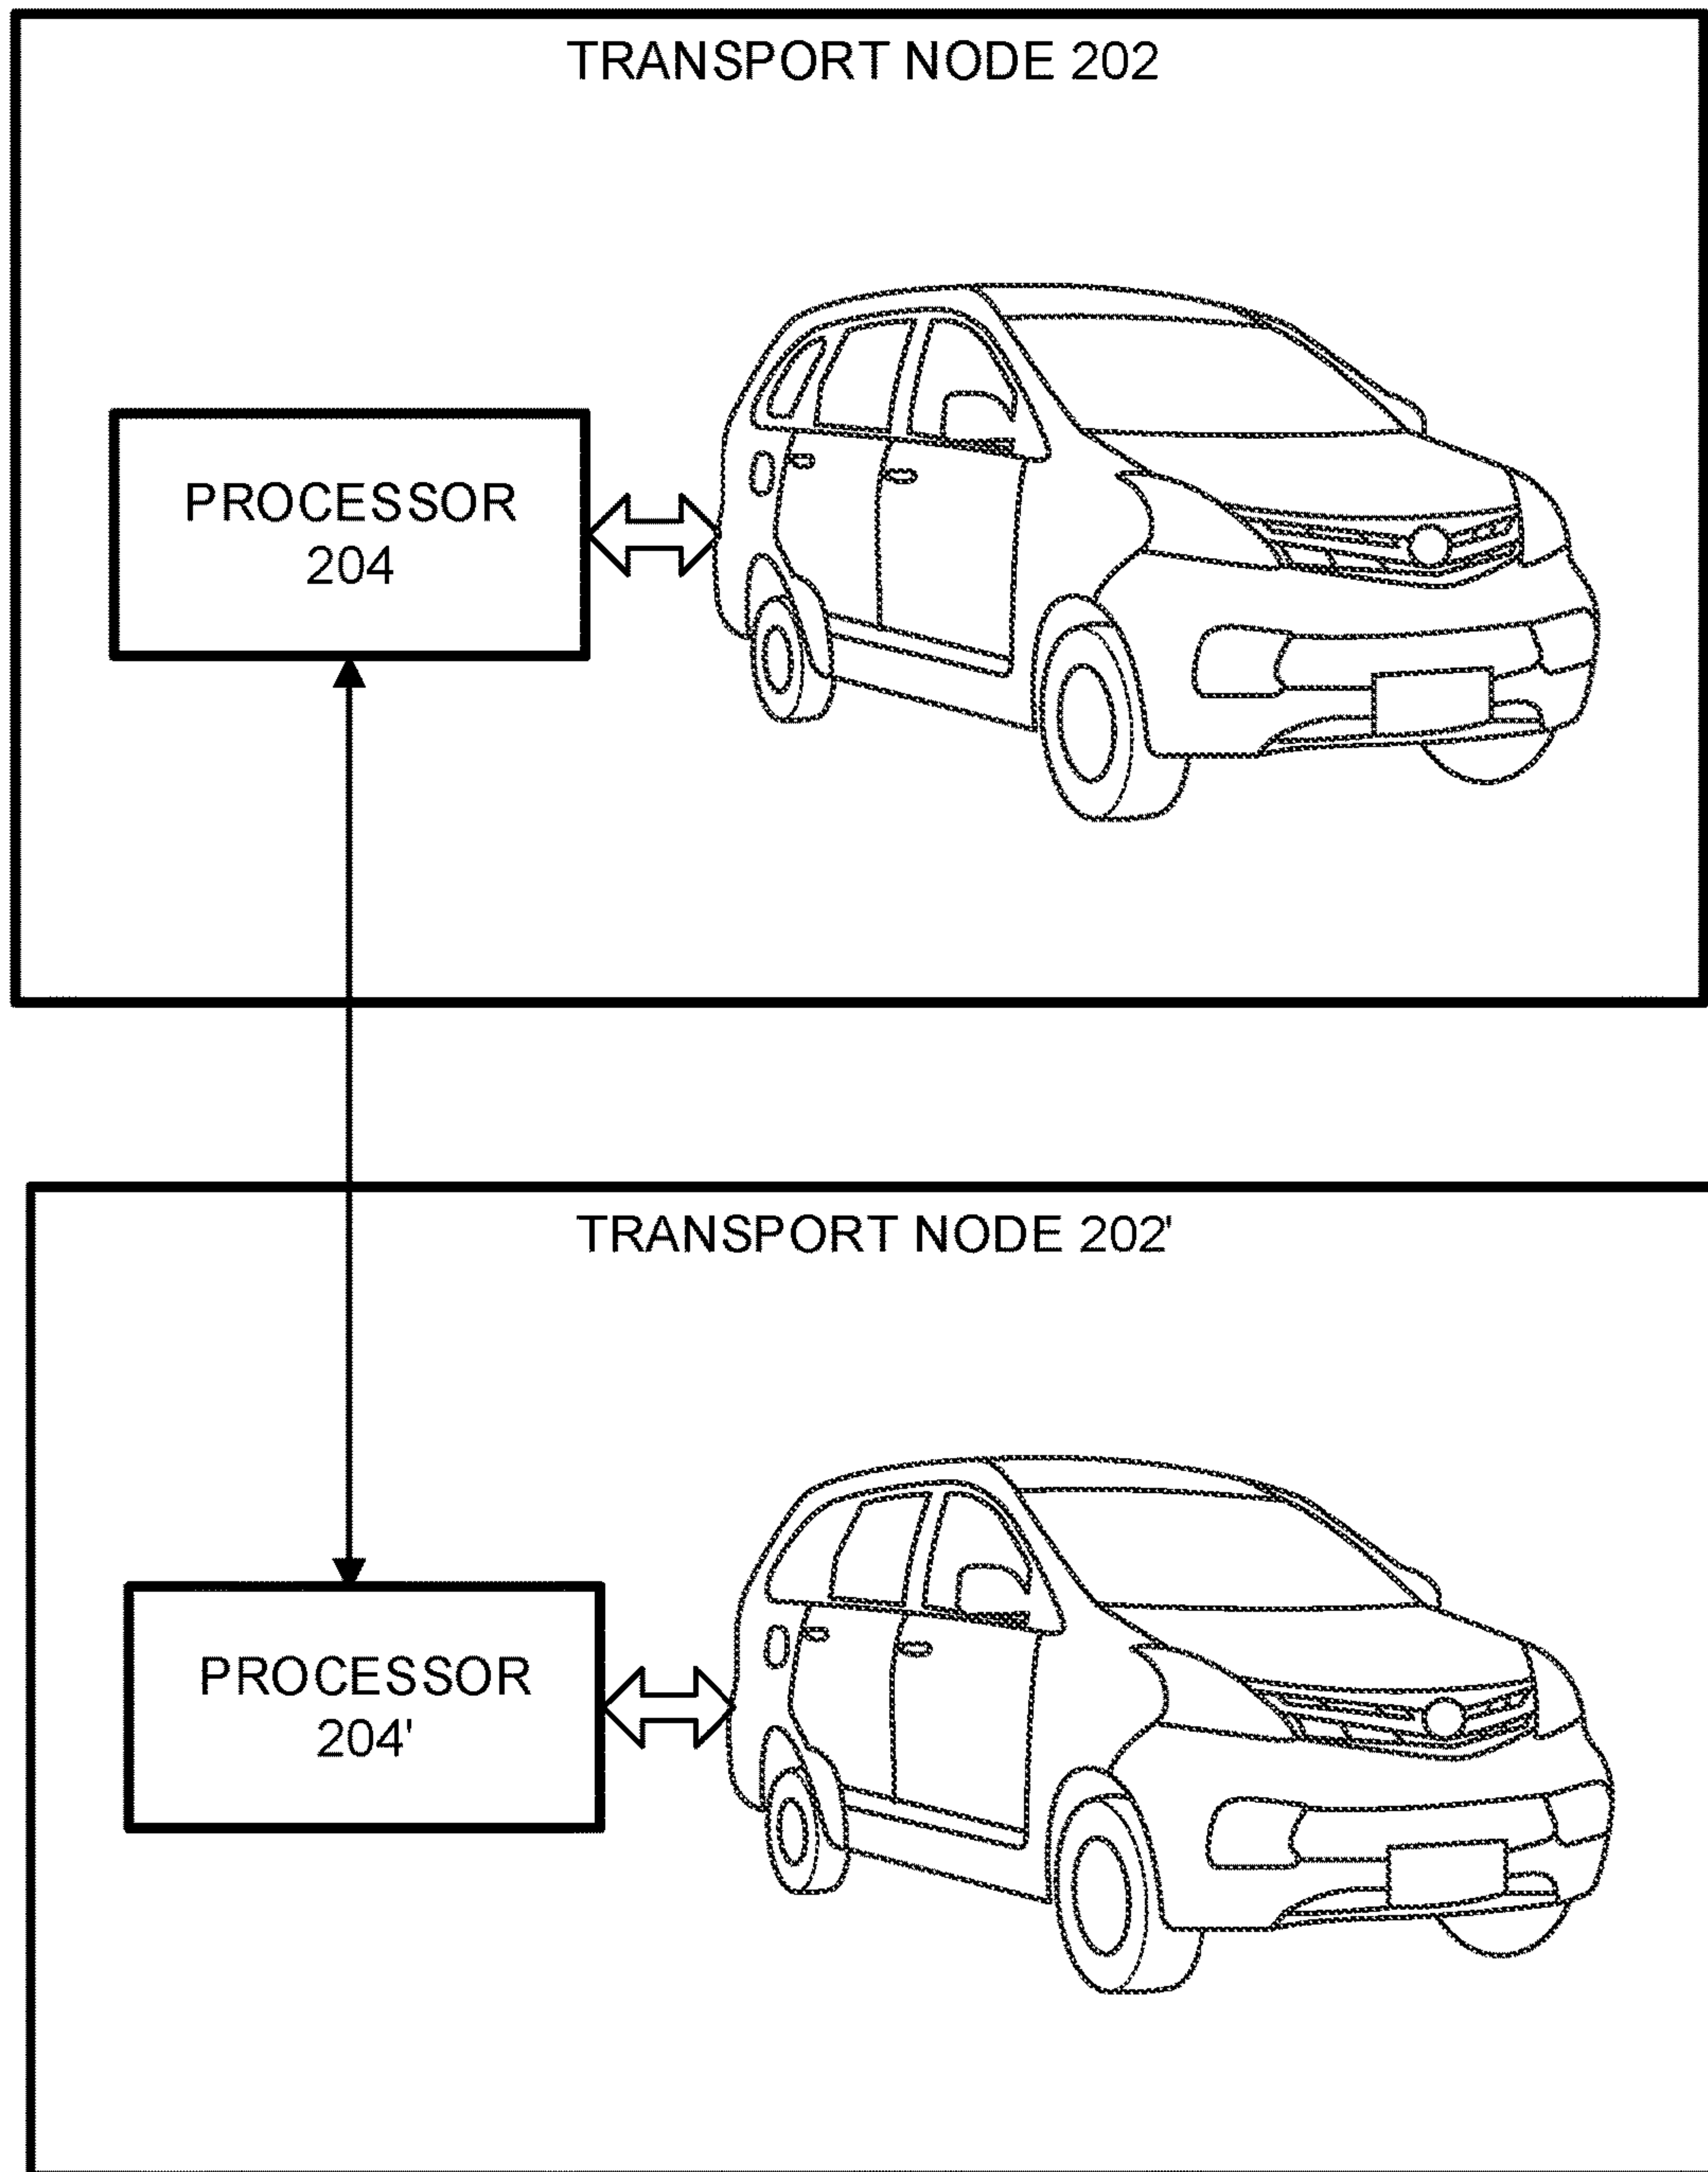 TRANSPORT NODE 202
PROCESSOR
204
TRANSPORT NODE 202'
PROCESSOR
204'